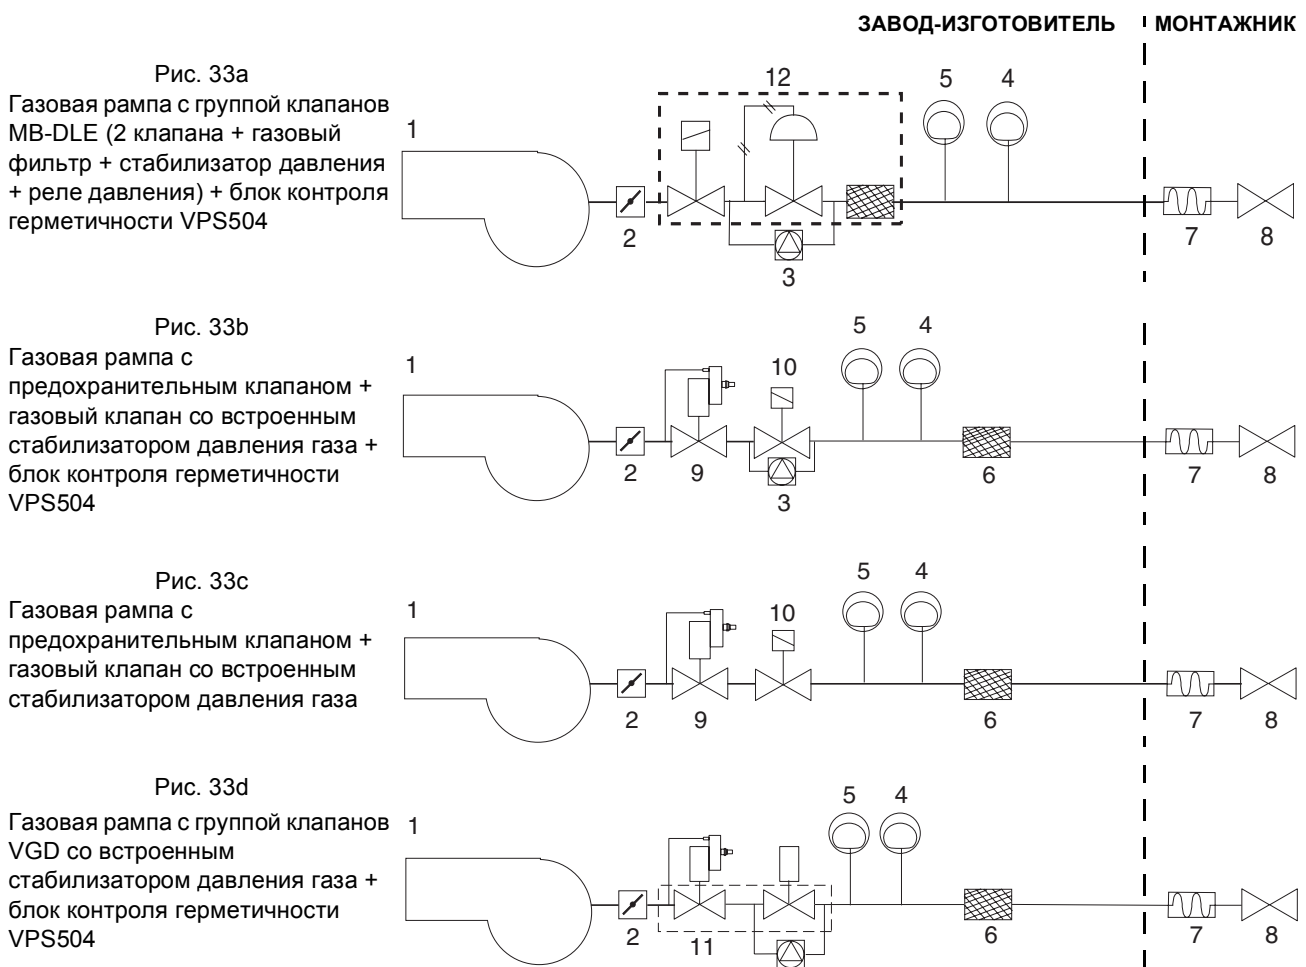 ЗАВОД-ИЗГОТОВИТЕЛЬ МОНТАЖНИК
Рис. 33a
Газовая рампа с группой клапанов
MB-DLE (2 клапана + газовый
фильтр + стабилизатор давления
+ реле давления) + блок контроля
герметичности VPS504
1
12
5
4
2
3
7
8
Рис. 33b
Газовая рампа с
предохранительным клапаном +
газовый клапан со встроенным
стабилизатором давления газа +
блок контроля герметичности
VPS504
1
10
5
4
2
9
3
6
7
8
Рис. 33c
Газовая рампа с
предохранительным клапаном +
газовый клапан со встроенным
стабилизатором давления газа
1
10
5
4
2
9
6
7
8
Рис. 33d
Газовая рампа с группой клапанов
VGD со встроенным
стабилизатором давления газа +
блок контроля герметичности
VPS504
1
5
4
2
11
6
7
8